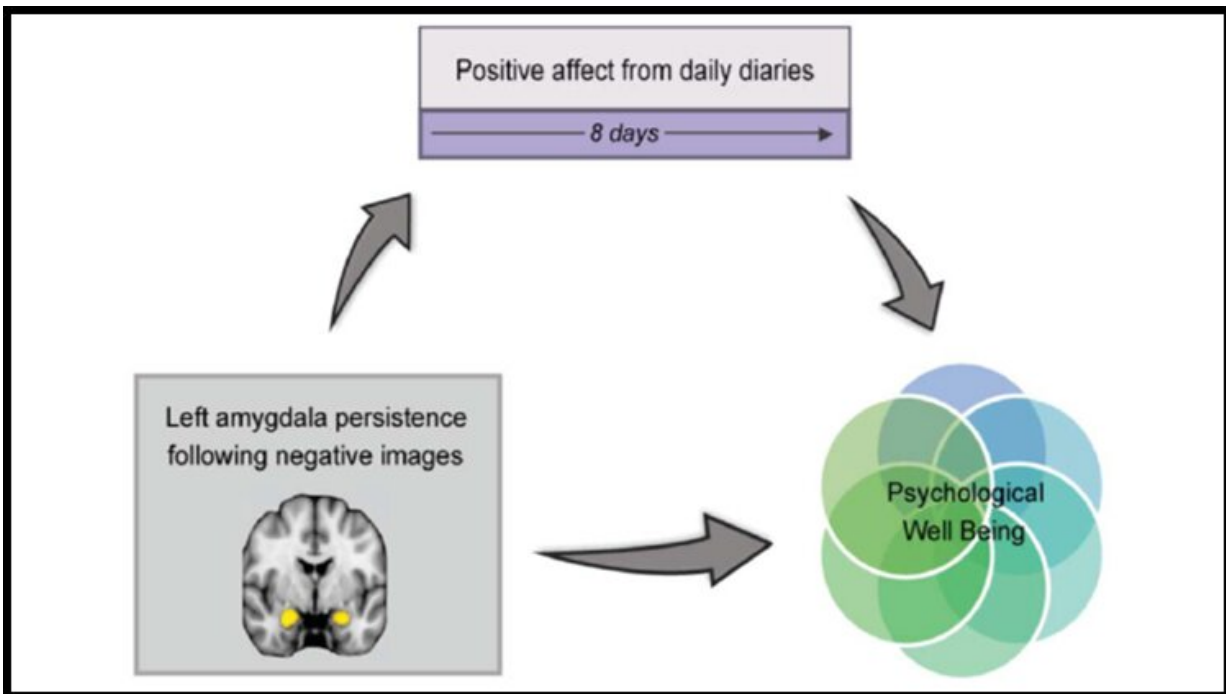 Positive affect from daily diaries
8 days
Left amygdala persistence
following negative images
Psychological
Well Being